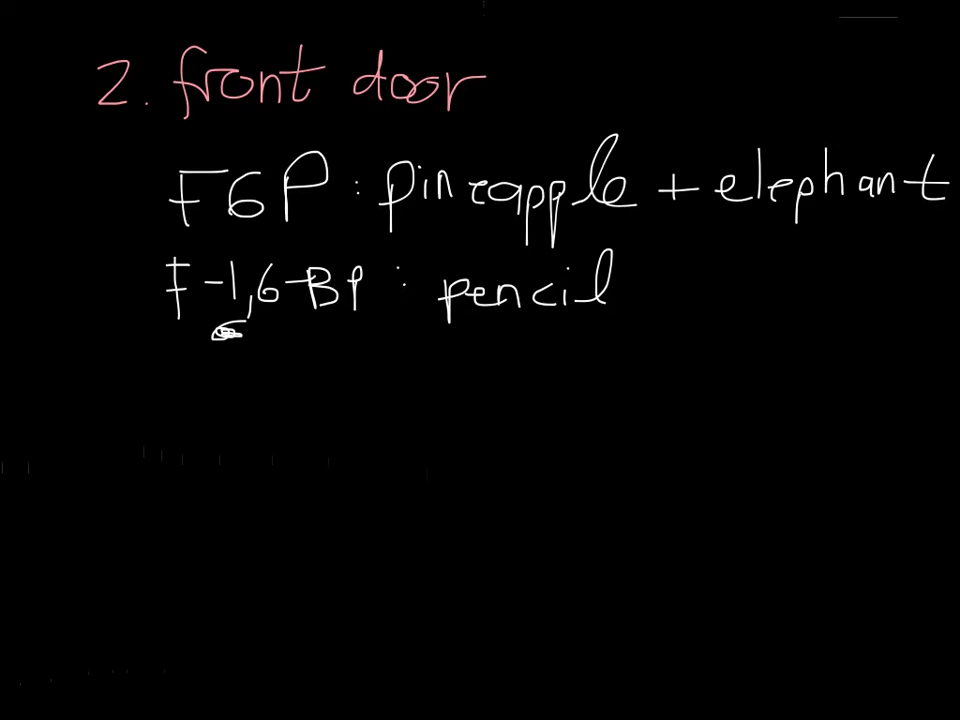 2. front door
F6P : pineapple + elephant
F-1,6-BP : pencil